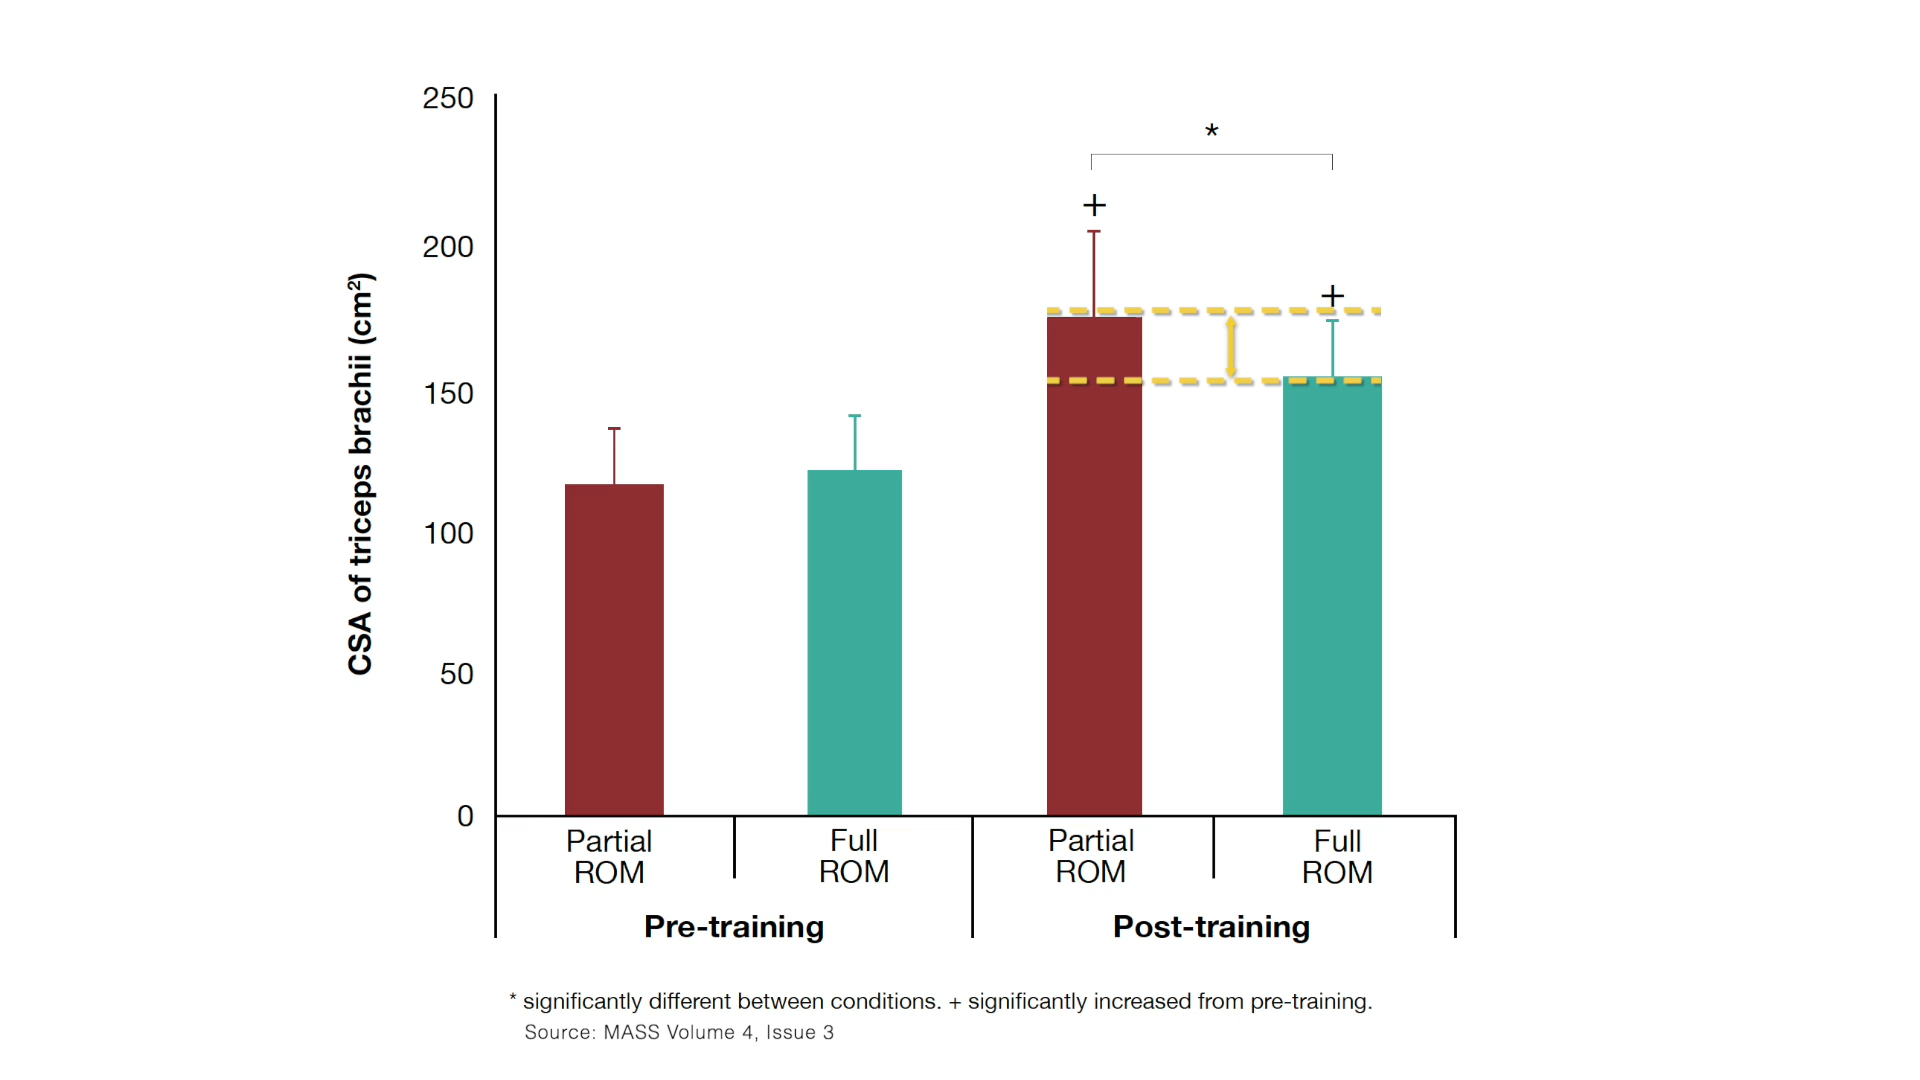 250
200
150
100
50
0
CSA of triceps brachii (cm²)
*
+
+
Partial
ROM
Full
ROM
Partial
ROM
Full
ROM
Pre-training
Post-training
* significantly different between conditions. + significantly increased from pre-training.
Source: MASS Volume 4, Issue 3